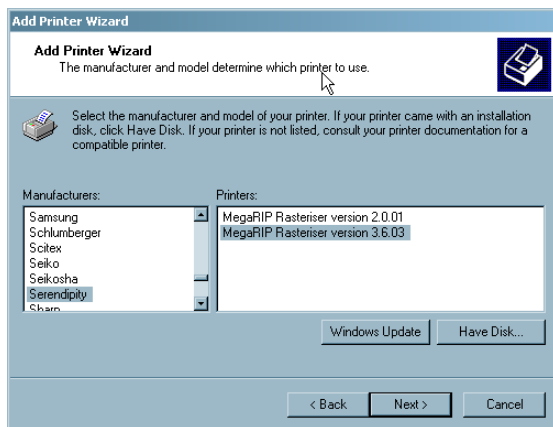 Add Printer Wizard
Add Printer Wizard
The manufacturer and model determine which printer to use.
Select the manufacturer and model of your printer. If your printer came with an installation
disk, click Have Disk. If your printer is not listed, consult your printer documentation for a
compatible printer.
Manufacturers:
Samsung
Schlumberger
Scitex
Seiko
Seikosha
Serendipity
Sharp
Printers:
MegaRIP Rasteriser version 2.0.01
MegaRIP Rasteriser version 3.6.03
Windows Update
Have Disk...
< Back
Next >
Cancel